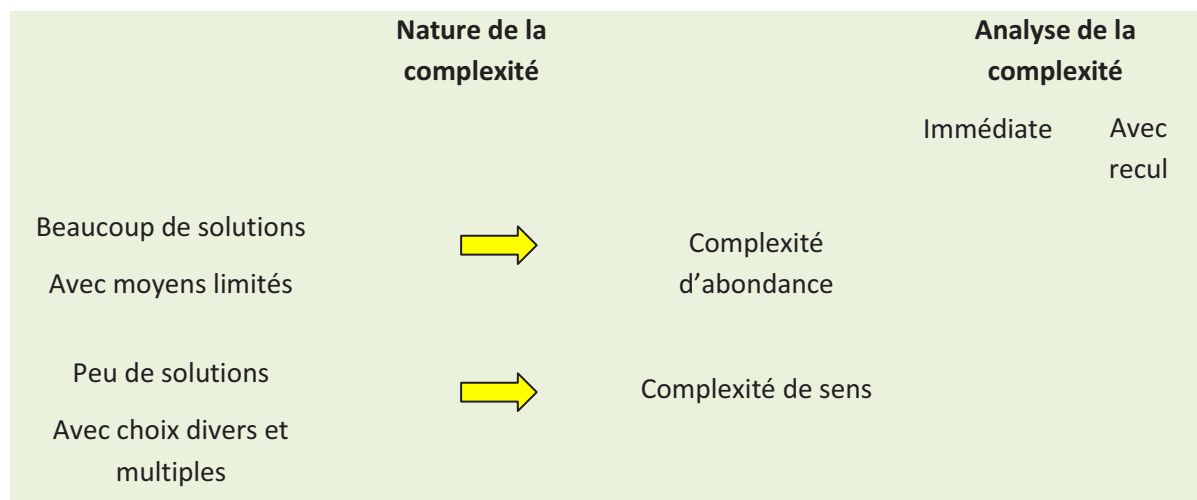 Nature de la
complexité
Analyse de la
complexité
Immédiate
Avec
recul
Beaucoup de solutions
Avec moyens limités
Complexité
d’abondance
Peu de solutions
Avec choix divers et
multiples
Complexité de sens